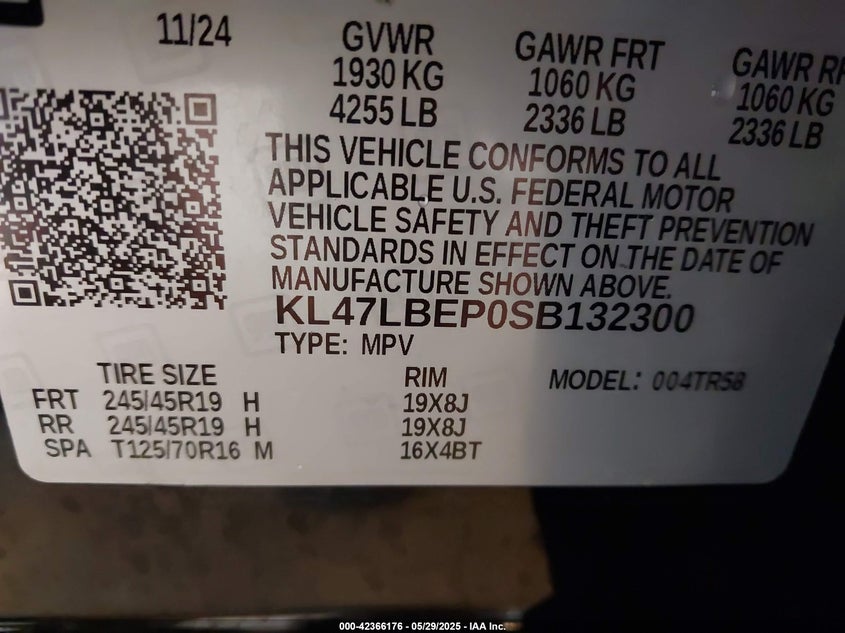 11/24 GVWR GAWR FRT GAWR RR
1930 KG 1060 KG 1060 KG
4255 LB 2336 LB 2336 LB
THIS VEHICLE CONFORMS TO ALL
APPLICABLE U.S. FEDERAL MOTOR
VEHICLE SAFETY AND THEFT PREVENTION
STANDARDS IN EFFECT ON THE DATE OF
MANUFACTURE SHOWN ABOVE.
KL47LBEP0SB132300
TYPE: MPV
TIRE SIZE RIM MODEL: 004TR58
FRT 245/45R19 H 19X8J
RR 245/45R19 H 19X8J
SPA T125/70R16 M 16X4BT
000-42366176 - 05/29/2025 - IAA Inc.